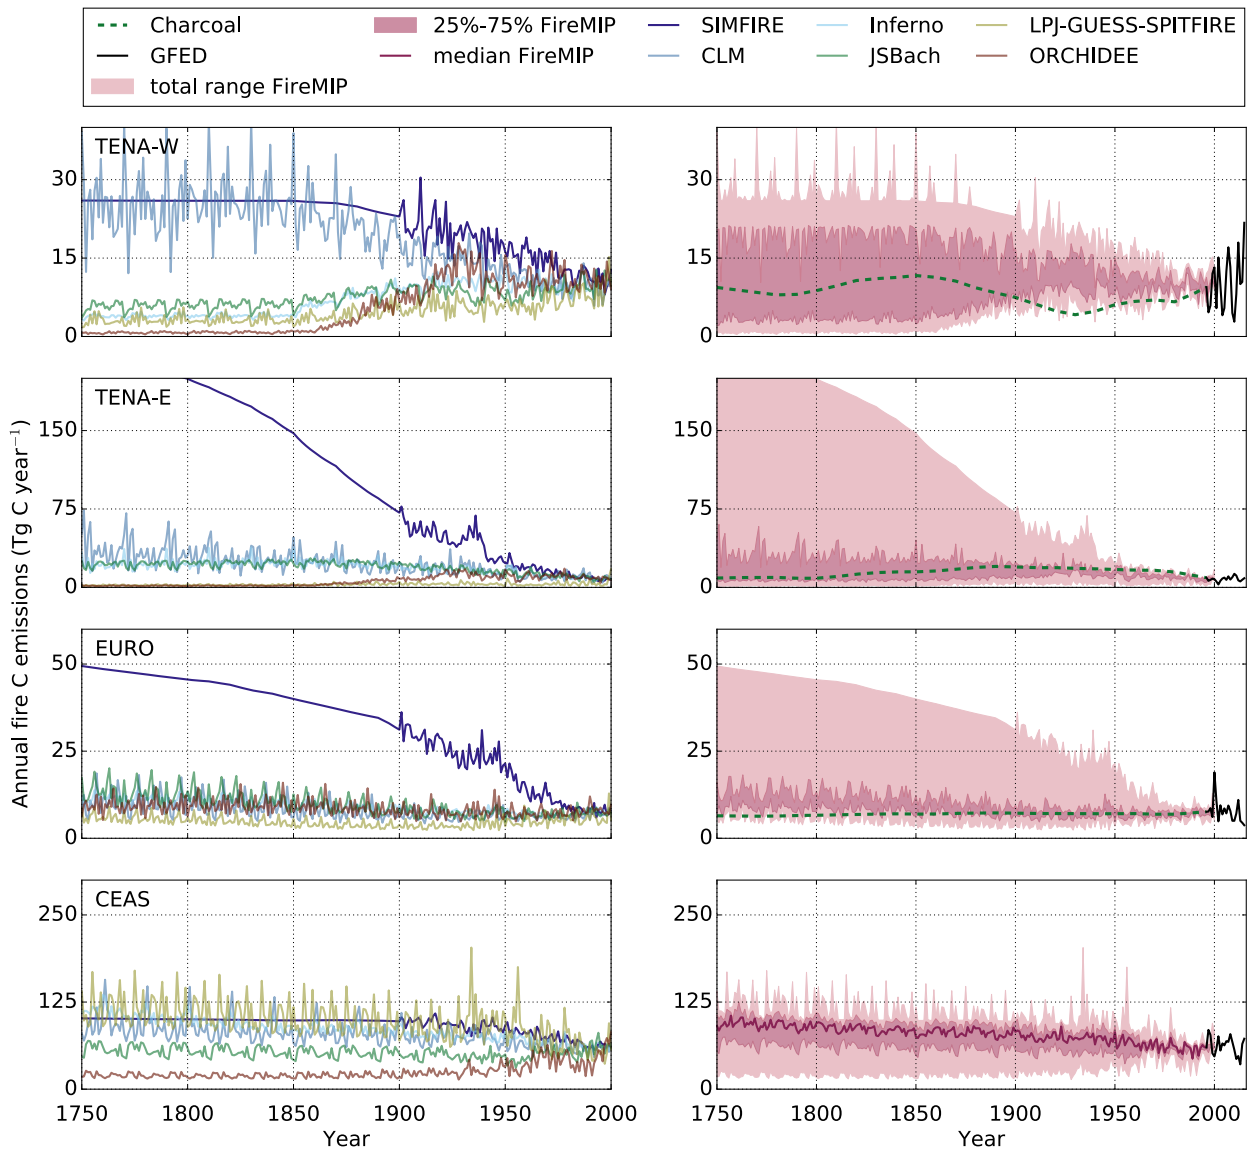 Charcoal
GFED
total range FireMIP
25%-75% FireMIP
median FireMIP
SIMFIRE
CLM
Inferno
JSBach
LPJ-GUESS-SPITFIRE
ORCHIDEE
Annual fire C emissions (Tg C year⁻¹)
TENA-W
30
15
0
30
15
0
TENA-E
150
75
0
150
75
0
EURO
50
25
0
50
25
0
CEAS
250
125
0
250
125
0
1750 1800 1850 1900 1950 2000
Year
1750 1800 1850 1900 1950 2000
Year